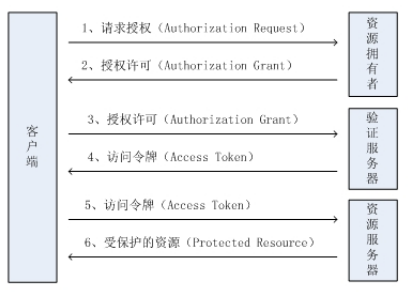 1、请求授权（Authorization Request）
资源拥有者
2、授权许可（Authorization Grant）
3、授权许可（Authorization Grant）
客户端
验证服务器
4、访问令牌（Access Token）
5、访问令牌（Access Token）
资源服务器
6、受保护的资源（Protected Resource）